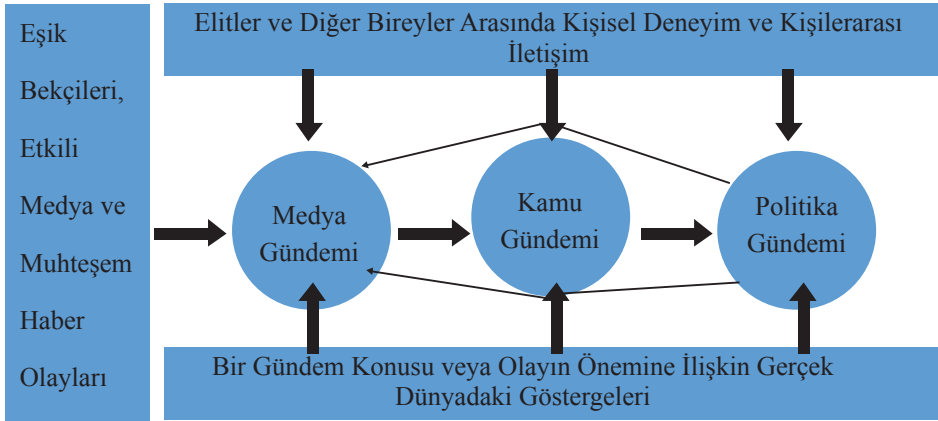 Eşik
Bekçileri,
Etkili
Medya ve
Muhteşem
Haber
Olayları
Elitler ve Diğer Bireyler Arasında Kişisel Deneyim ve Kişilerarası
İletişim
Medya
Gündemi
Kamu
Gündemi
Politika
Gündemi
Bir Gündem Konusu veya Olayın Önemine İlişkin Gerçek
Dünyadaki Göstergeleri